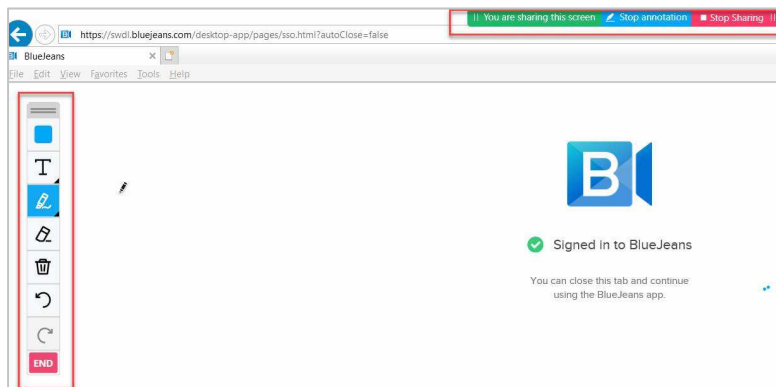 You are sharing this screen Stop annotation Stop Sharing
https://swdl.bluejeans.com/desktop-app/pages/sso.html?autoClose=false
BlueJeans
File Edit View Favorites Tools Help
T
B
Signed in to BlueJeans
You can close this tab and continue
using the BlueJeans app.
END